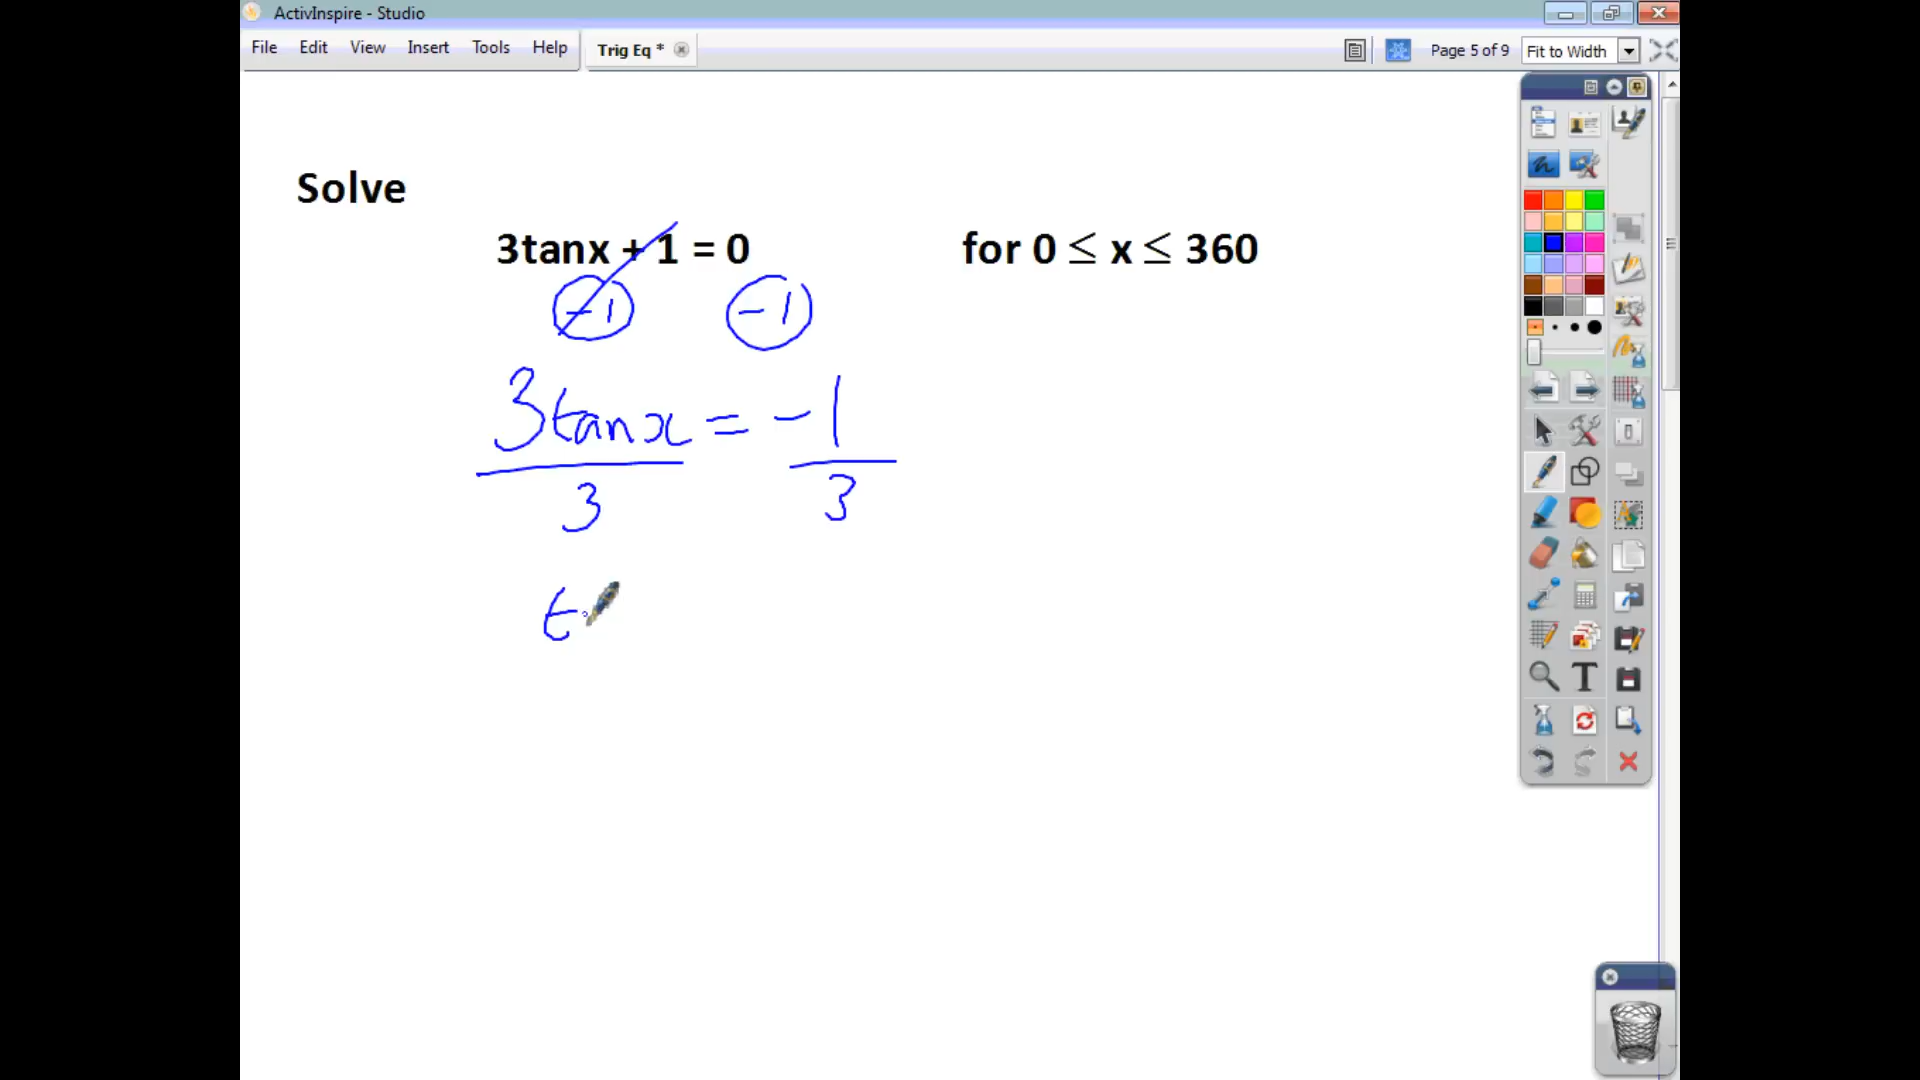 ActivInspire - Studio
File Edit View Insert Tools Help Trig Eq * Page 5 of 9 Fit to Width
Solve
3tanx + 1 = 0 for 0 ≤ x ≤ 360
-1 -1
3tanx = -1
3 3
t